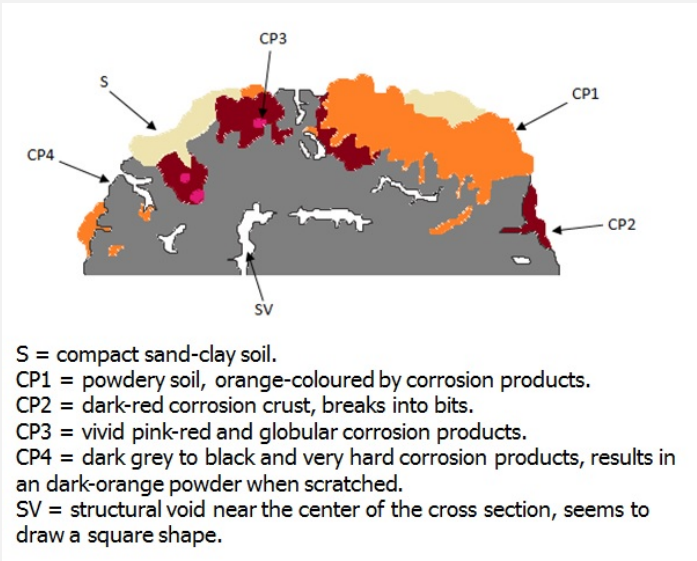 CP3
S
CP1
CP4
CP2
SV
S = compact sand-clay soil.
CP1 = powdery soil, orange-coloured by corrosion products.
CP2 = dark-red corrosion crust, breaks into bits.
CP3 = vivid pink-red and globular corrosion products.
CP4 = dark grey to black and very hard corrosion products, results in
an dark-orange powder when scratched.
SV = structural void near the center of the cross section, seems to
draw a square shape.